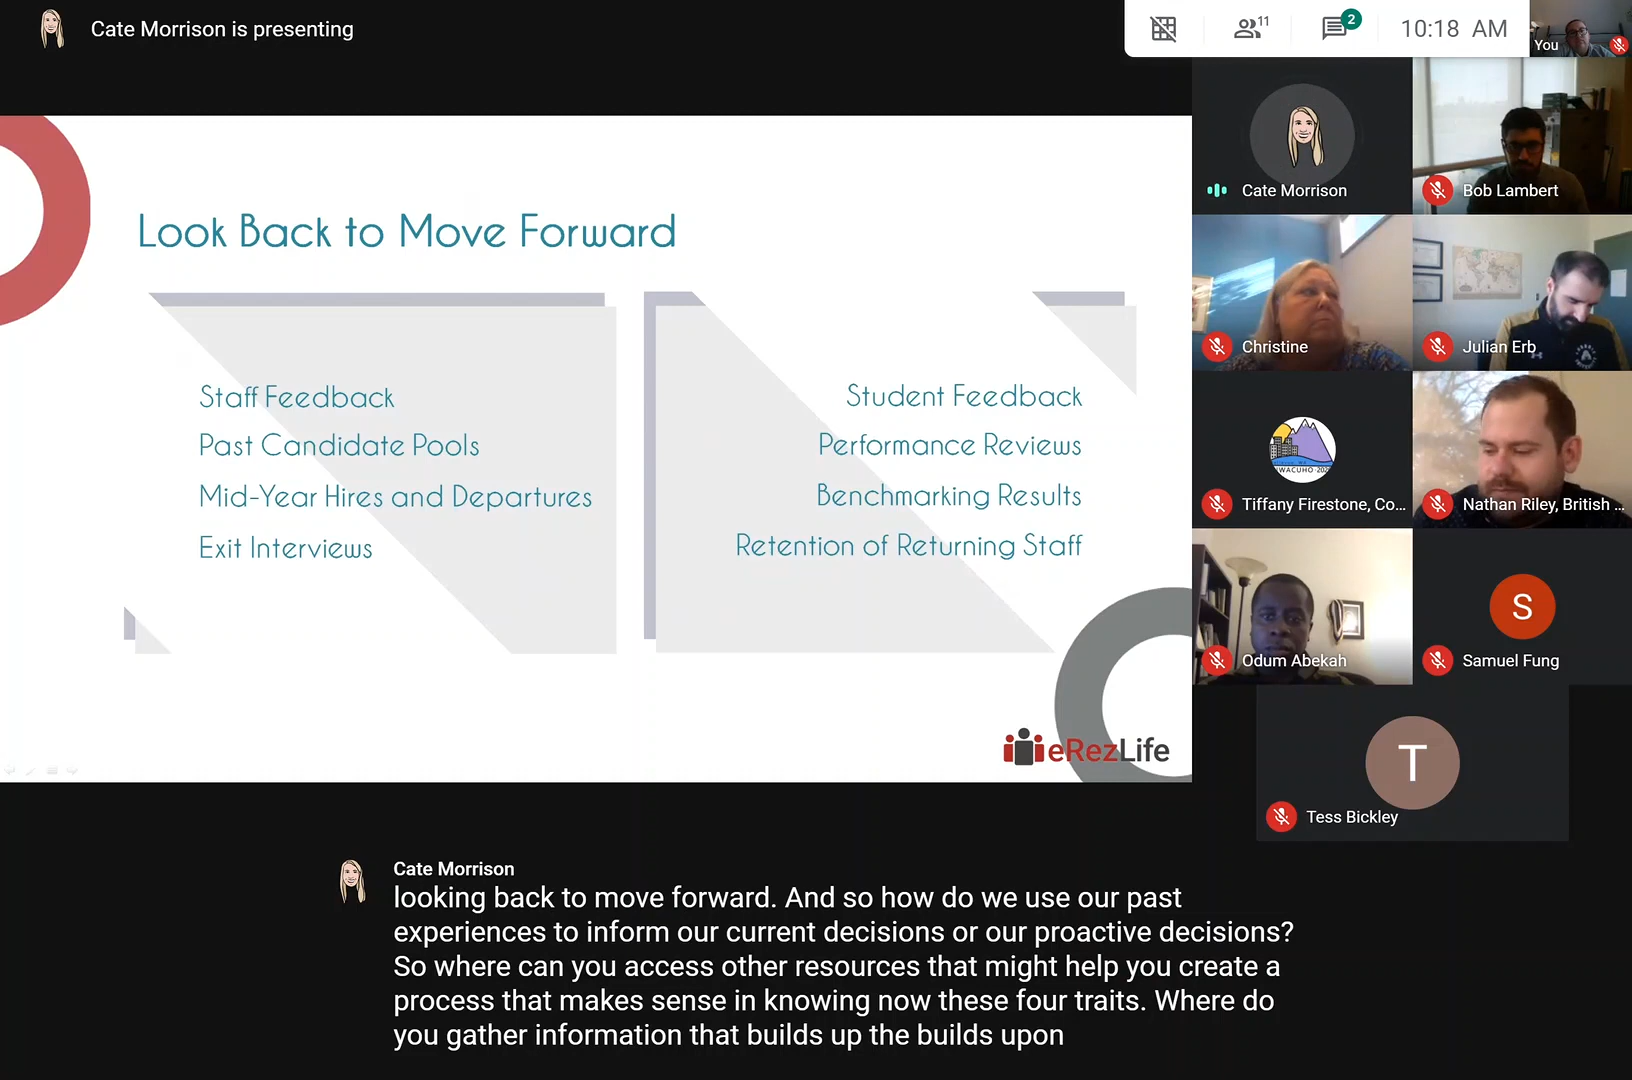 Cate Morrison is presenting
11
2
10:18 AM
You
Look Back to Move Forward
Staff Feedback
Past Candidate Pools
Mid-Year Hires and Departures
Exit Interviews
Student Feedback
Performance Reviews
Benchmarking Results
Retention of Returning Staff
eRezLife
Cate Morrison
Bob Lambert
Christine
Julian Erb
Tiffany Firestone, Co...
Nathan Riley, British ...
Odum Abekah
S
Samuel Fung
T
Tess Bickley
Cate Morrison
looking back to move forward. And so how do we use our past
experiences to inform our current decisions or our proactive decisions?
So where can you access other resources that might help you create a
process that makes sense in knowing now these four traits. Where do
you gather information that builds up the builds upon